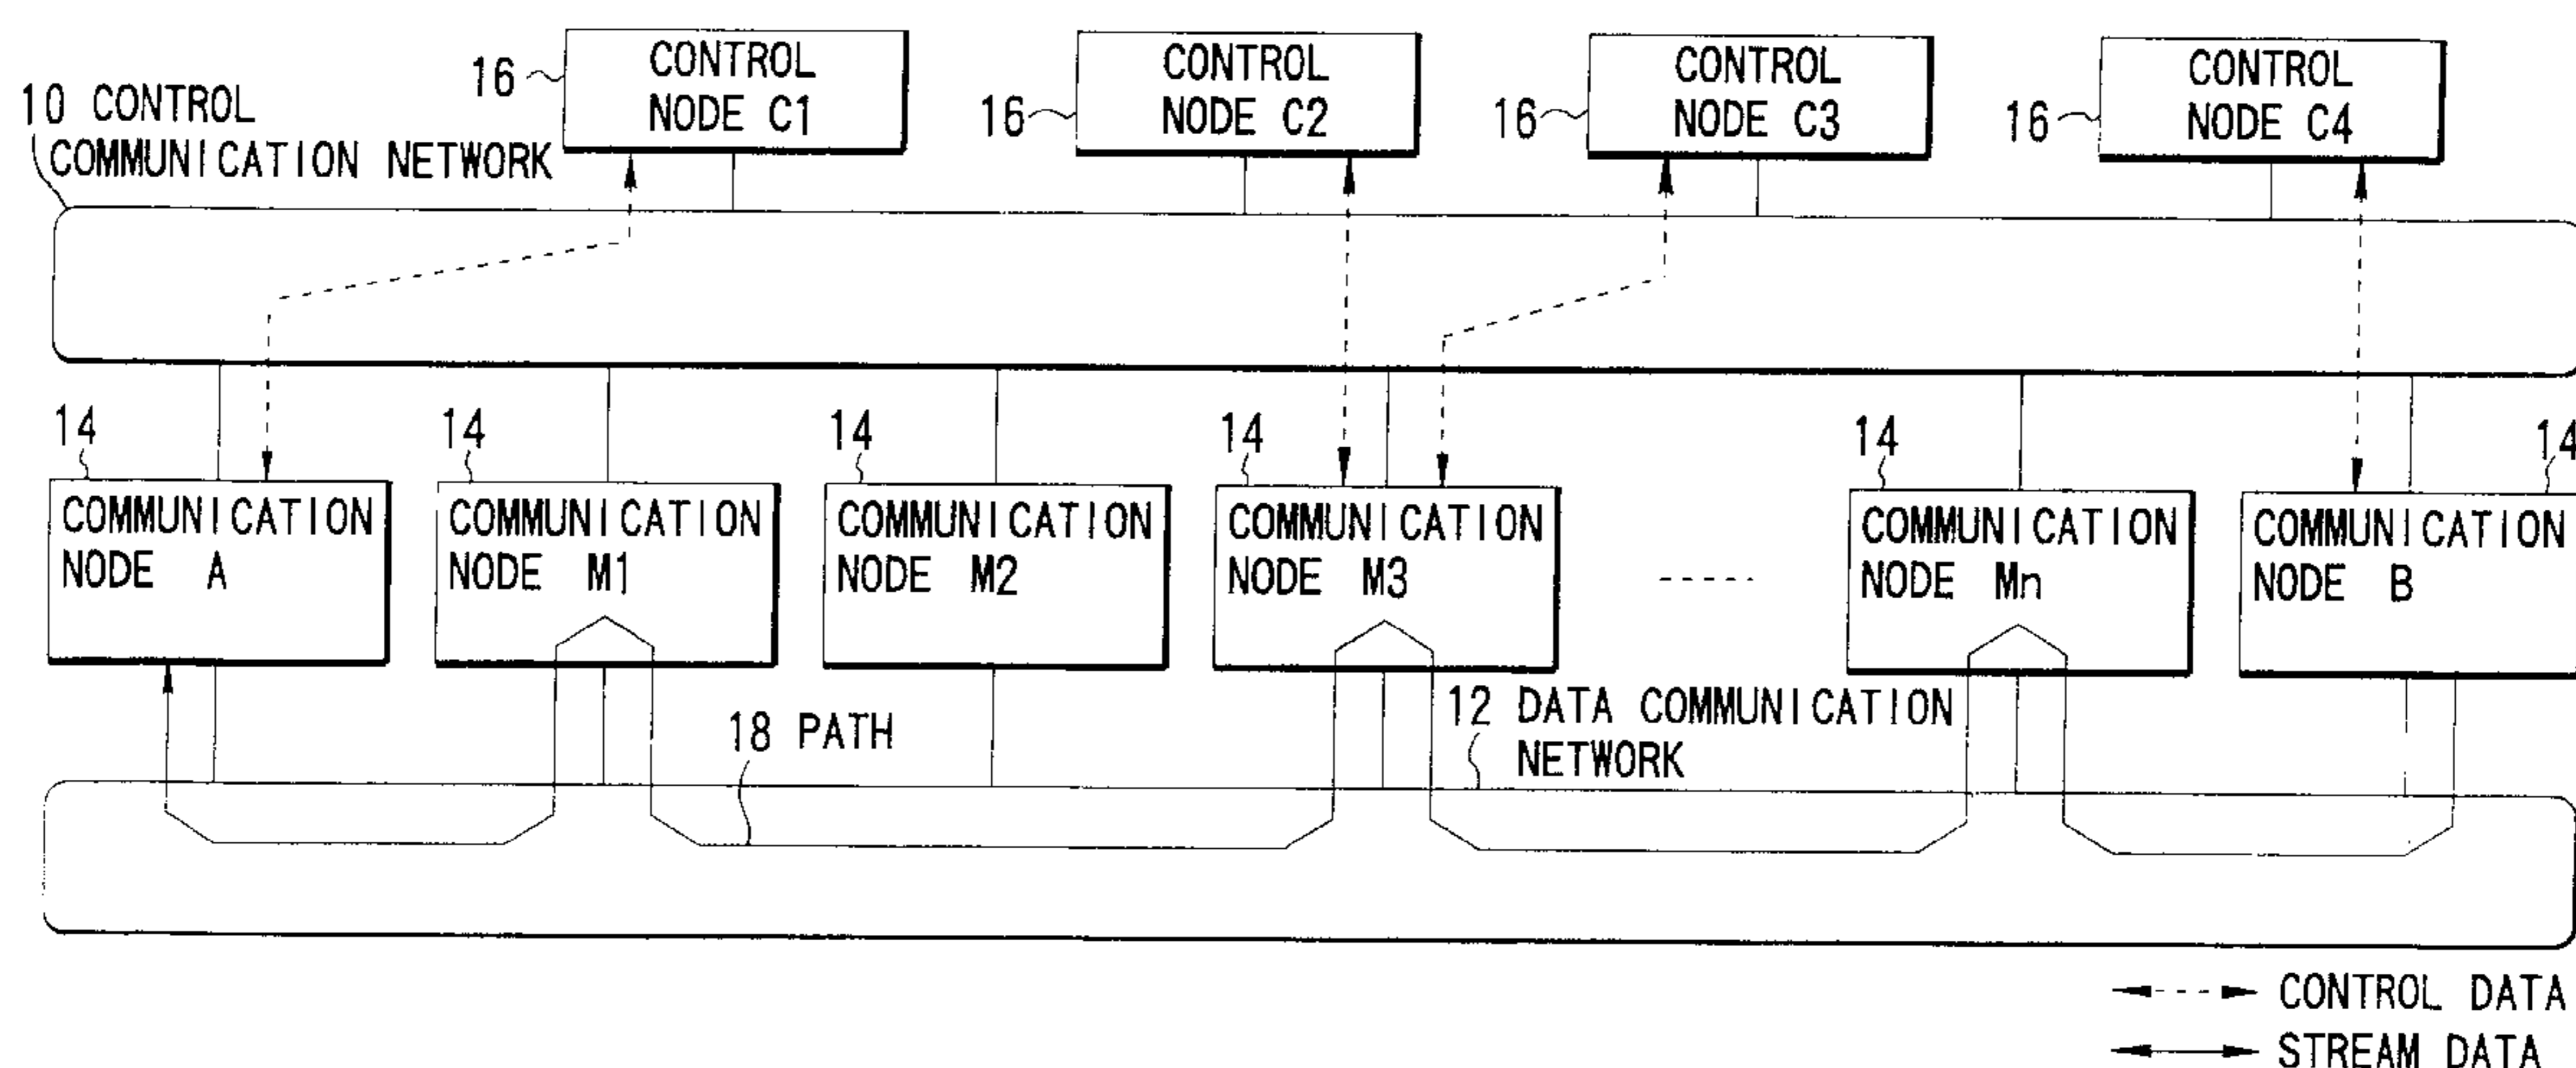 16
CONTROL
NODE C1
16
CONTROL
NODE C2
16
CONTROL
NODE C3
16
CONTROL
NODE C4
10 CONTROL
COMMUNICATION NETWORK
14
COMMUNICATION
NODE A
14
COMMUNICATION
NODE M1
14
COMMUNICATION
NODE M2
14
COMMUNICATION
NODE M3
14
COMMUNICATION
NODE Mn
14
COMMUNICATION
NODE B
18 PATH
12 DATA COMMUNICATION
NETWORK
CONTROL DATA
STREAM DATA